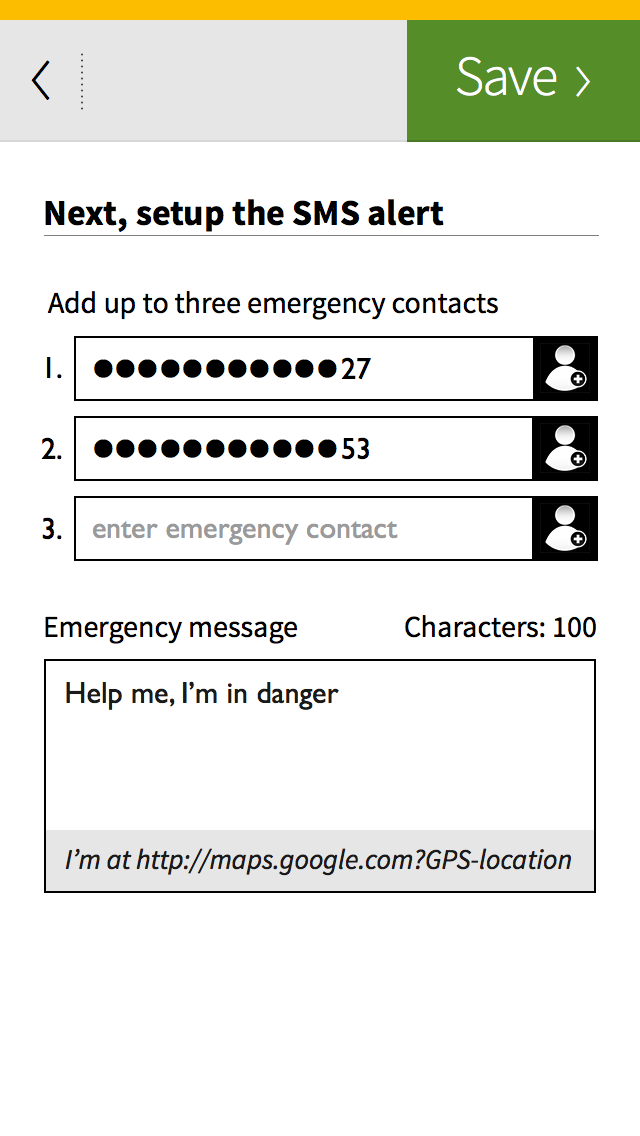 Save
Next, setup the SMS alert
Add up to three emergency contacts
1. ●●●●●●●●●●●27
2. ●●●●●●●●●●●53
3. enter emergency contact
Emergency message Characters: 100
Help me, I’m in danger
I’m at http://maps.google.com?GPS-location